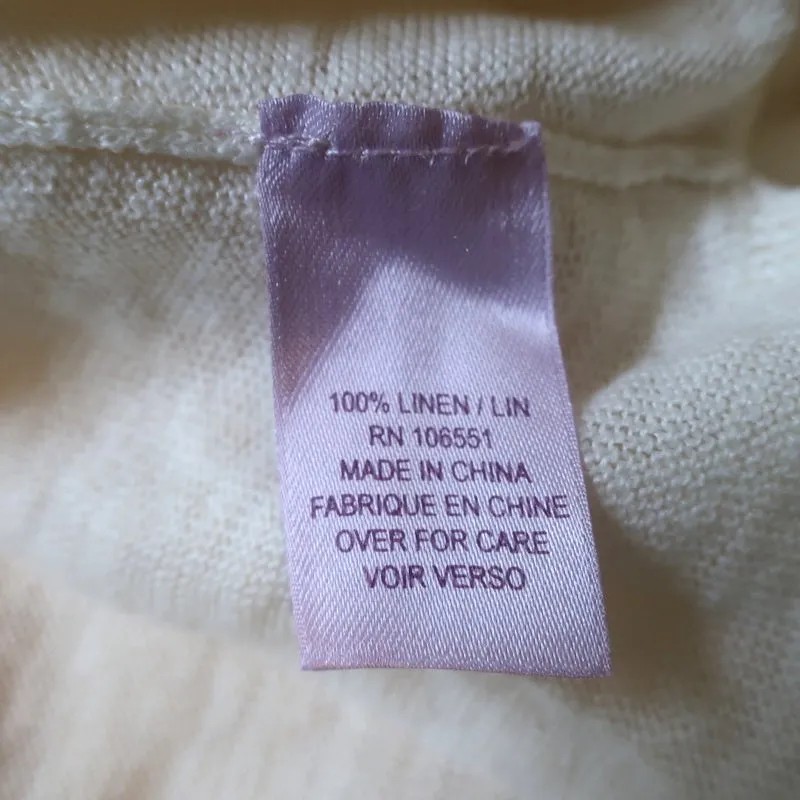 100% LINEN / LIN
RN 106551
MADE IN CHINA
FABRIQUE EN CHINE
OVER FOR CARE
VOIR VERSO